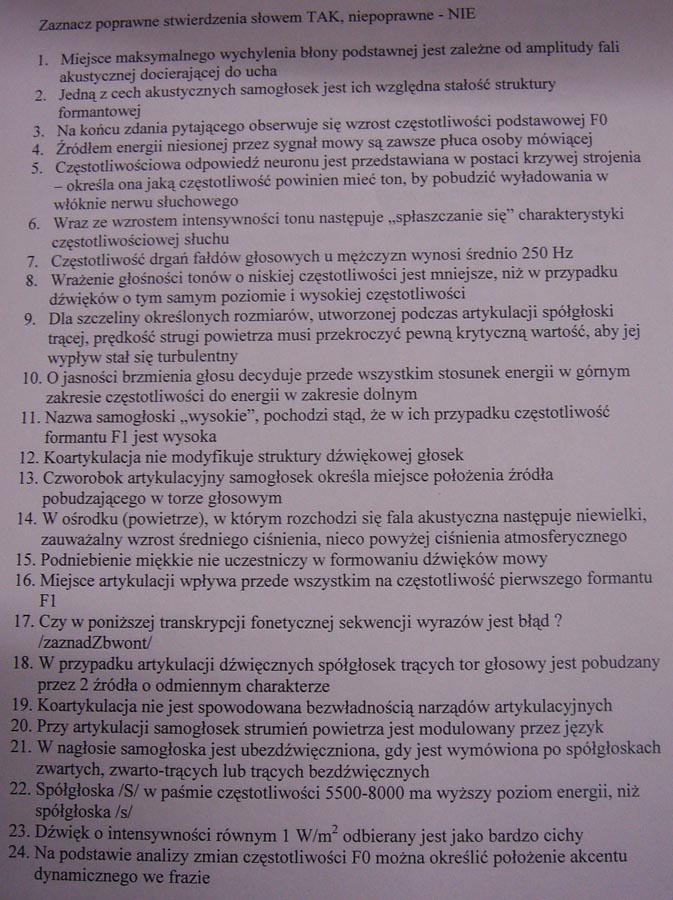 Zaznacz poprawne stwierdzenia słowem TAK, niepoprawne - NIE
1. Miejsce maksymalnego wychylenia błony podstawnej jest zależne od amplitudy fali
akustycznej docierającej do ucha
2. Jedną z cech akustycznych samogłosek jest ich względna stałość struktury
formantowej
3. Na końcu zdania pytającego obserwuje się wzrost częstotliwości podstawowej F0
4. Źródłem energii niesionej przez sygnał mowy są zawsze płuca osoby mówiącej
5. Częstotliwościowa odpowiedź neuronu jest przedstawiana w postaci krzywej strojenia
– określa ona jaką częstotliwość powinien mieć ton, by pobudzić wyładowania w
włóknie nerwu słuchowego
6. Wraz ze wzrostem intensywności tonu następuje „spłaszczanie się” charakterystyki
częstotliwościowej słuchu
7. Częstotliwość drgań fałdów głosowych u mężczyzn wynosi średnio 250 Hz
8. Wrażenie głośności tonów o niskiej częstotliwości jest mniejsze, niż w przypadku
dźwięków o tym samym poziomie i wysokiej częstotliwości
9. Dla szczeliny określonych rozmiarów, utworzonej podczas artykulacji spółgłoski
trącej, prędkość strugi powietrza musi przekroczyć pewną krytyczną wartość, aby jej
wypływ stał się turbulentny
10. O jasności brzmienia głosu decyduje przede wszystkim stosunek energii w górnym
zakresie częstotliwości do energii w zakresie dolnym
11. Nazwa samogłoski „wysokie”, pochodzi stąd, że w ich przypadku częstotliwość
formantu F1 jest wysoka
12. Koartykulacja nie modyfikuje struktury dźwiękowej głosek
13. Czworobok artykulacyjny samogłosek określa miejsce położenia źródła
pobudzającego w torze głosowym
14. W ośrodku (powietrze), w którym rozchodzi się fala akustyczna następuje niewielki,
zauważalny wzrost średniego ciśnienia, nieco powyżej ciśnienia atmosferycznego
15. Podniebienie miękkie nie uczestniczy w formowaniu dźwięków mowy
16. Miejsce artykulacji wpływa przede wszystkim na częstotliwość pierwszego formantu
F1
17. Czy w poniższej transkrypcji fonetycznej sekwencji wyrazów jest błąd ?
/zaznadZbwont/
18. W przypadku artykulacji dźwięcznych spółgłosek trących tor głosowy jest pobudzany
przez 2 źródła o odmiennym charakterze
19. Koartykulacja nie jest spowodowana bezwładnością narządów artykulacyjnych
20. Przy artykulacji samogłosek strumień powietrza jest modulowany przez język
21. W nagłosie samogłoska jest ubezdźwięczniona, gdy jest wymówiona po spółgłoskach
zwartych, zwarto-trących lub trących bezdźwięcznych
22. Spółgłoska /S/ w paśmie częstotliwości 5500-8000 ma wyższy poziom energii, niż
spółgłoska /s/
23. Dźwięk o intensywności równym 1 W/m² odbierany jest jako bardzo cichy
24. Na podstawie analizy zmian częstotliwości F0 można określić położenie akcentu
dynamicznego we frazie